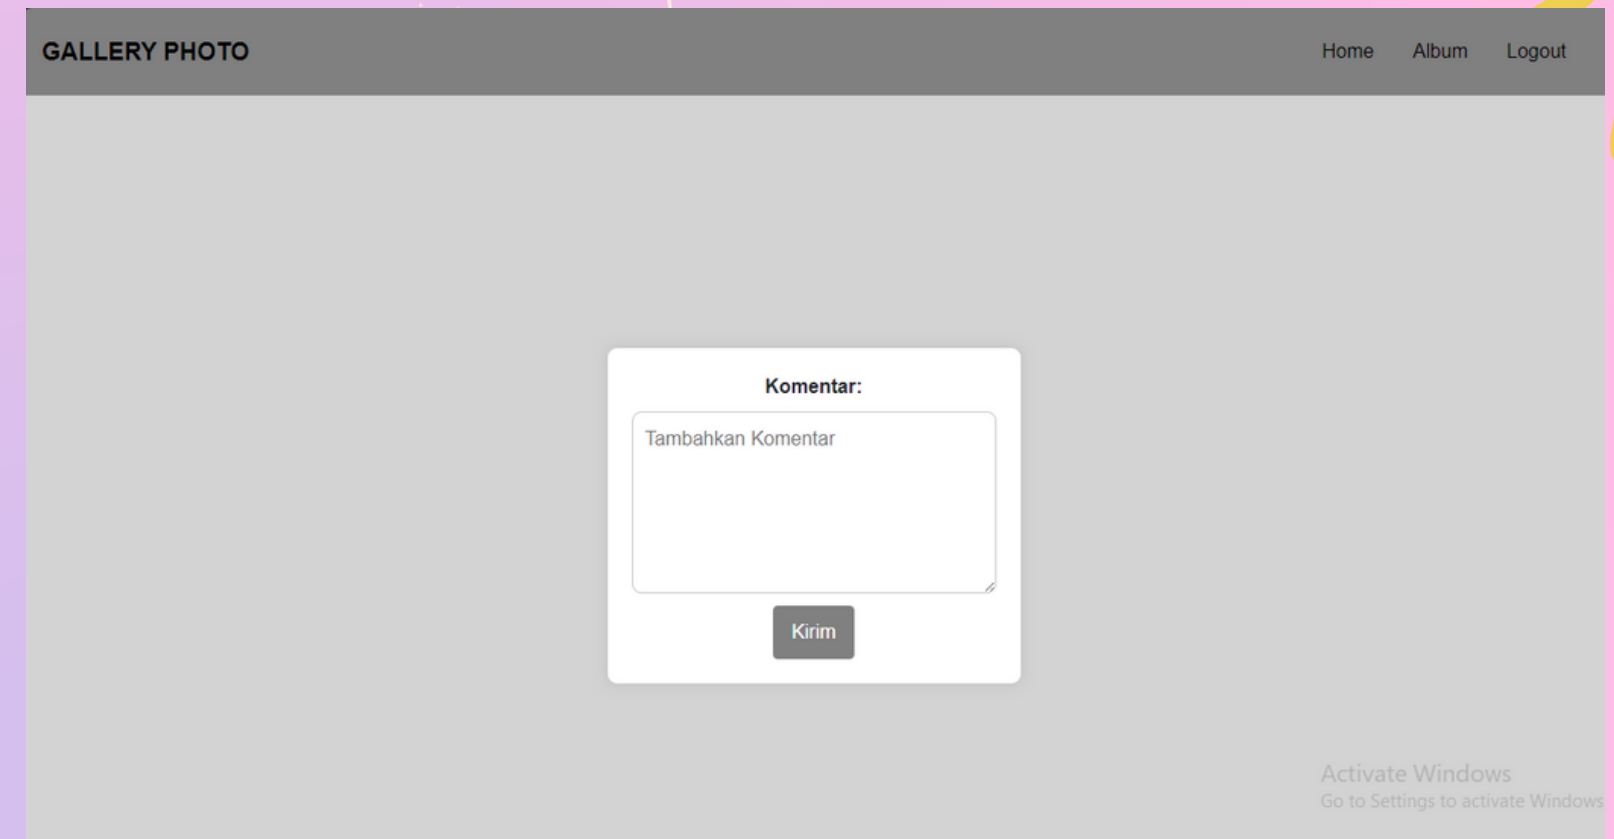 GALLERY PHOTO
Home
Album
Logout
Komentar:
Tambahkan Komentar
Kirim
Activate Windows
Go to Settings to activate Windows